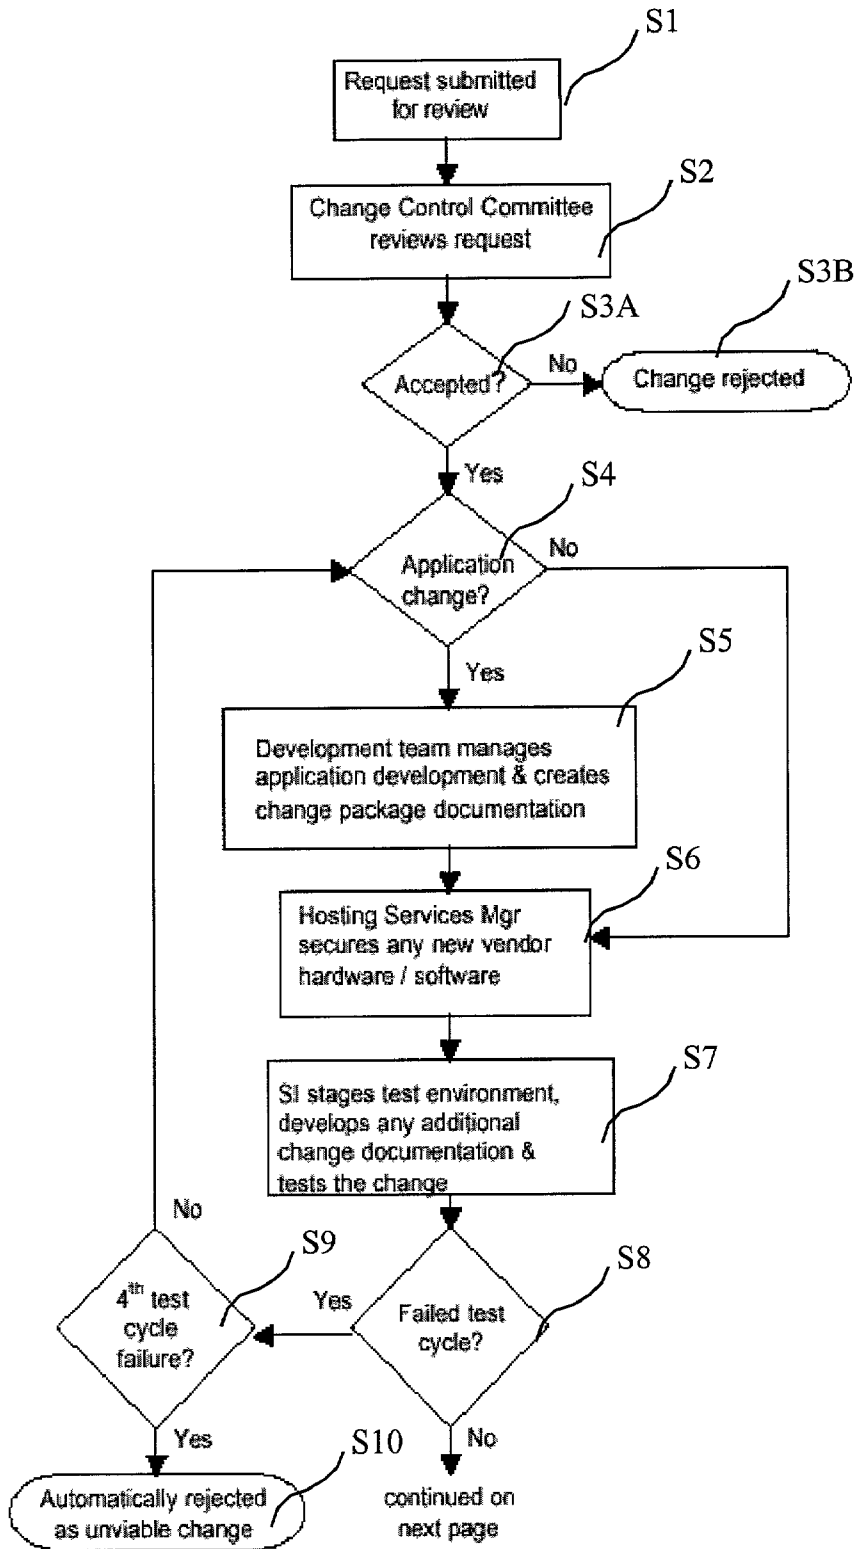 S1
Request submitted
for review
S2
Change Control Committee
reviews request
S3A
S3B
Accepted?
No
Change rejected
Yes
S4
No
Application
change?
Yes
S5
Development team manages
application development & creates
change package documentation
S6
Hosting Services Mgr
secures any new vendor
hardware / software
S7
SI stages test environment,
develops any additional
change documentation &
tests the change
No
S9
S8
4th test
cycle
failure?
Yes
Failed test
cycle?
Yes
No
S10
Automatically rejected
as unviable change
continued on
next page